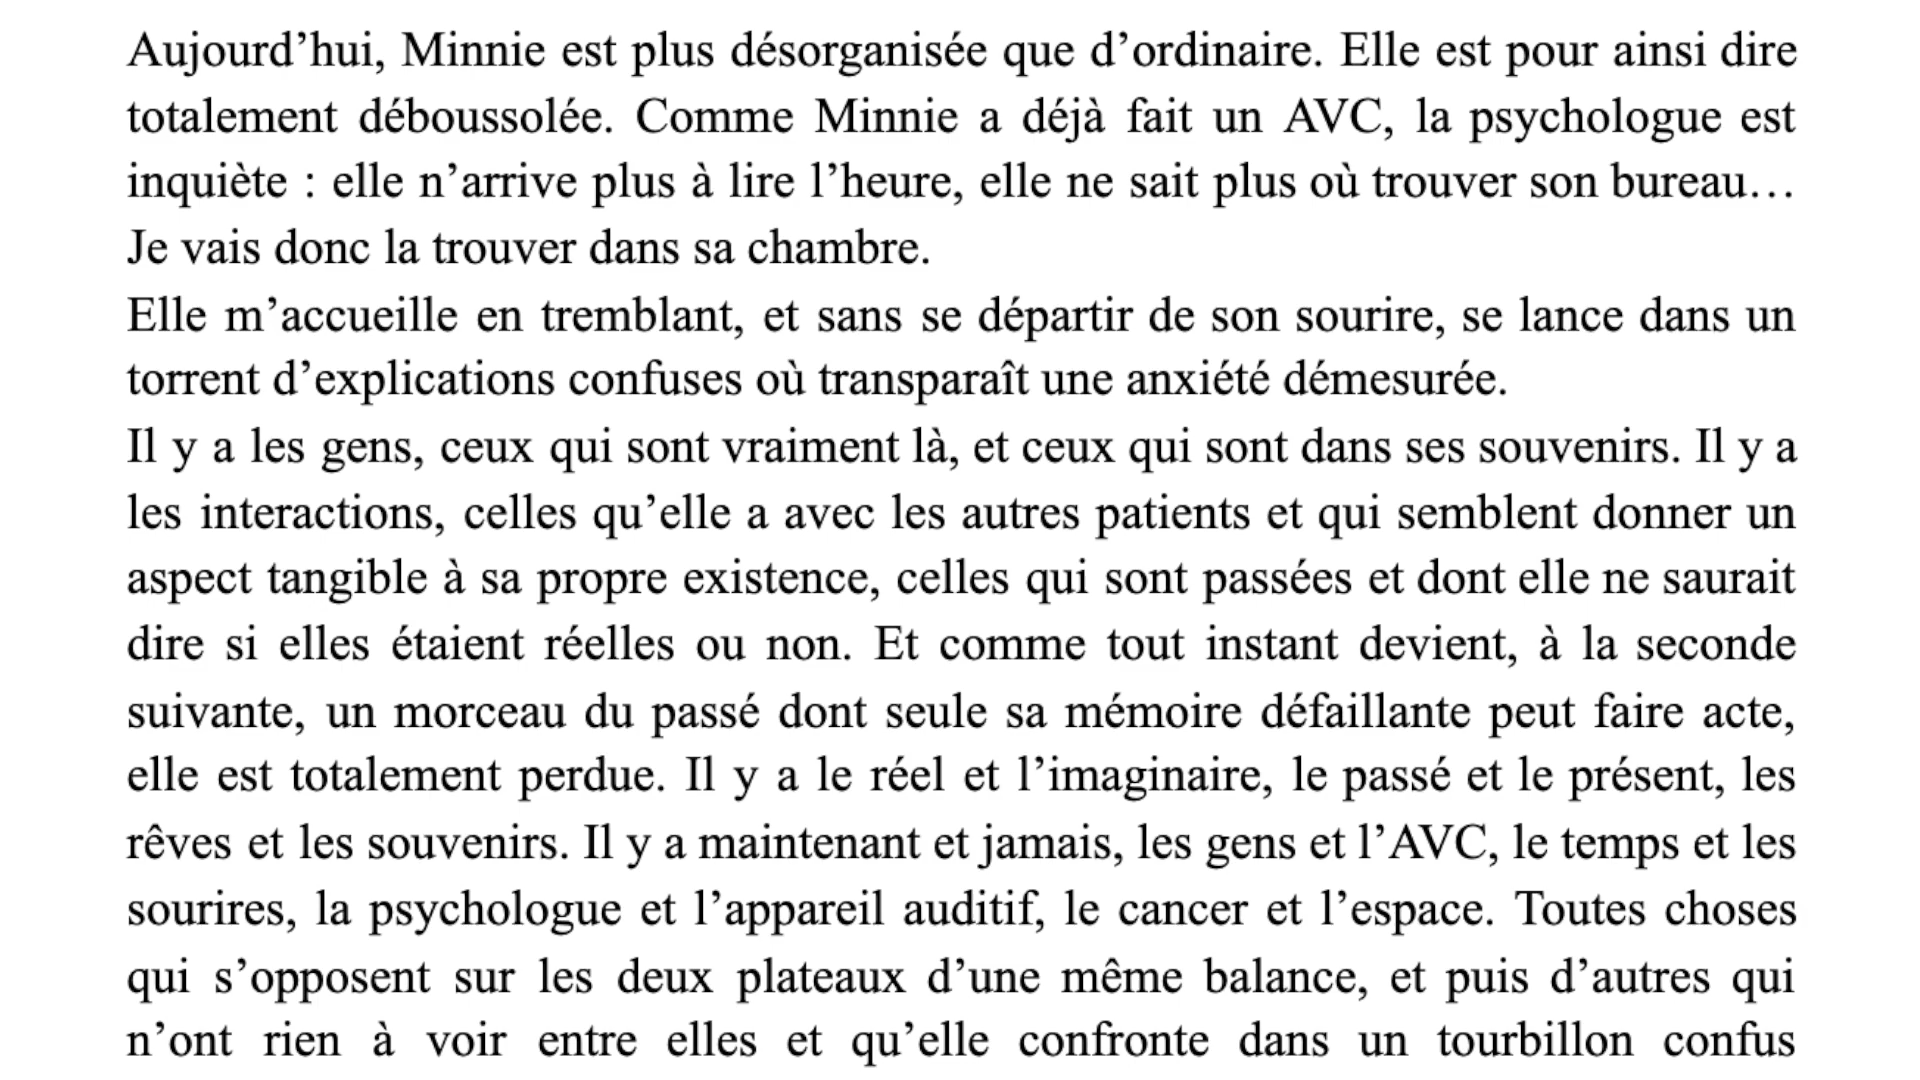 Aujourd’hui, Minnie est plus désorganisée que d’ordinaire. Elle est pour ainsi dire
totalement déboussolée. Comme Minnie a déjà fait un AVC, la psychologue est
inquiète : elle n’arrive plus à lire l’heure, elle ne sait plus où trouver son bureau…
Je vais donc la trouver dans sa chambre.
Elle m’accueille en tremblant, et sans se départir de son sourire, se lance dans un
torrent d’explications confuses où transparaît une anxiété démesurée.
Il y a les gens, ceux qui sont vraiment là, et ceux qui sont dans ses souvenirs. Il y a
les interactions, celles qu’elle a avec les autres patients et qui semblent donner un
aspect tangible à sa propre existence, celles qui sont passées et dont elle ne saurait
dire si elles étaient réelles ou non. Et comme tout instant devient, à la seconde
suivante, un morceau du passé dont seule sa mémoire défaillante peut faire acte,
elle est totalement perdue. Il y a le réel et l’imaginaire, le passé et le présent, les
rêves et les souvenirs. Il y a maintenant et jamais, les gens et l’AVC, le temps et les
sourires, la psychologue et l’appareil auditif, le cancer et l’espace. Toutes choses
qui s’opposent sur les deux plateaux d’une même balance, et puis d’autres qui
n’ont rien à voir entre elles et qu’elle confronte dans un tourbillon confus